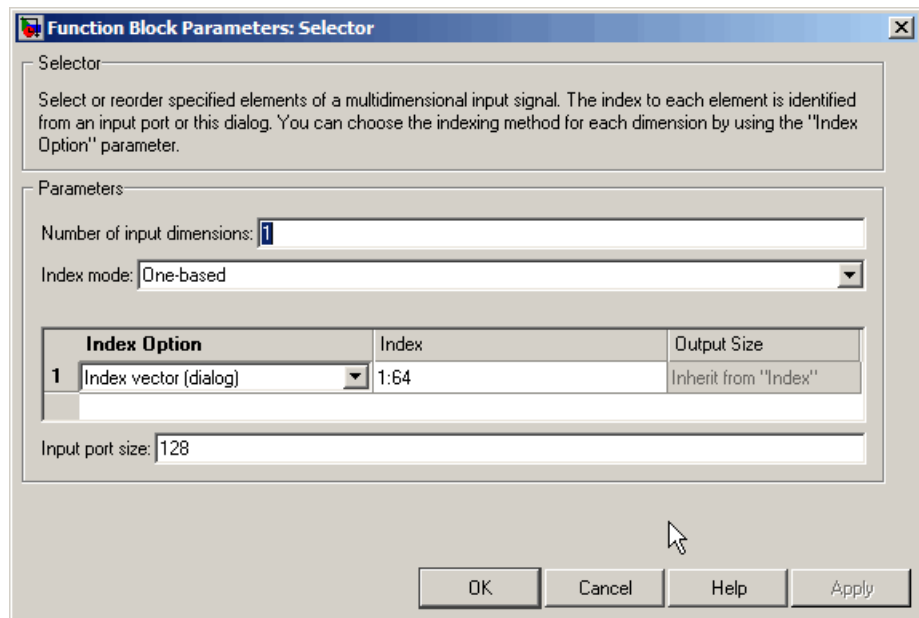 Function Block Parameters: Selector
Selector
Select or reorder specified elements of a multidimensional input signal. The index to each element is identified
from an input port or this dialog. You can choose the indexing method for each dimension by using the "Index
Option" parameter.
Parameters
Number of input dimensions: 1
Index mode: One-based
Index Option Index Output Size
1 Index vector (dialog) 1:64 Inherit from "Index"
Input port size: 128
OK Cancel Help Apply